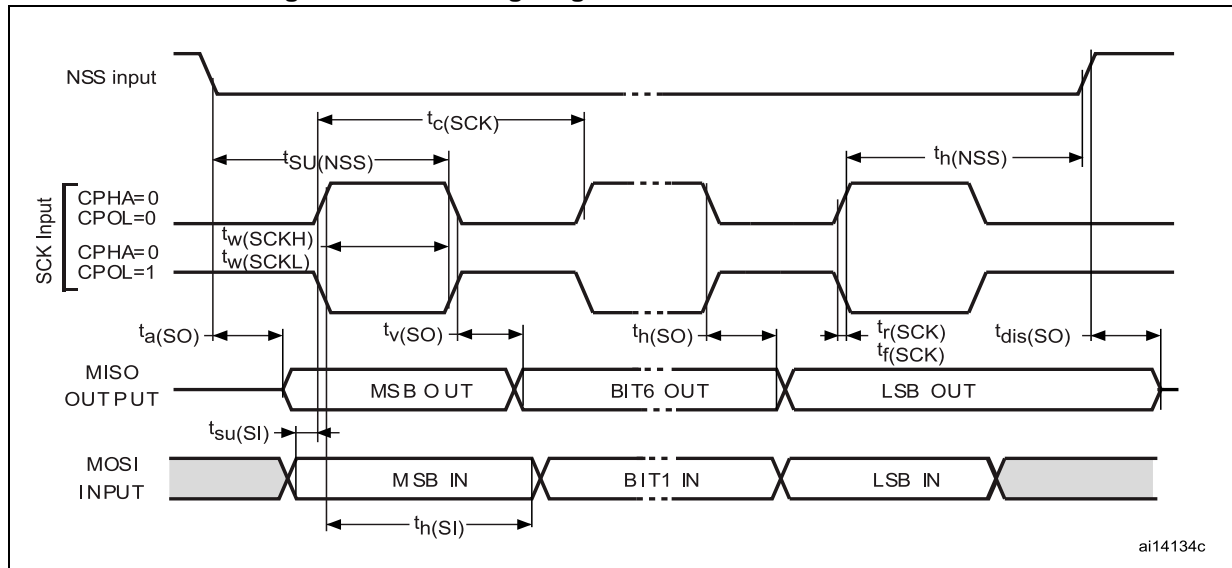 NSS input
tc(SCK)
tSU(NSS)
th(NSS)
SCK Input
CPHA=0
CPOL=0
tw(SCKH)
CPHA=0
tw(SCKL)
CPOL=1
ta(SO)
tv(SO)
th(SO)
tr(SCK)
tf(SCK)
tdis(SO)
MISO
OUTPUT
MSB OUT
BIT6 OUT
LSB OUT
tsu(SI)
MOSI
INPUT
MSB IN
BIT1 IN
LSB IN
th(SI)
ai14134c